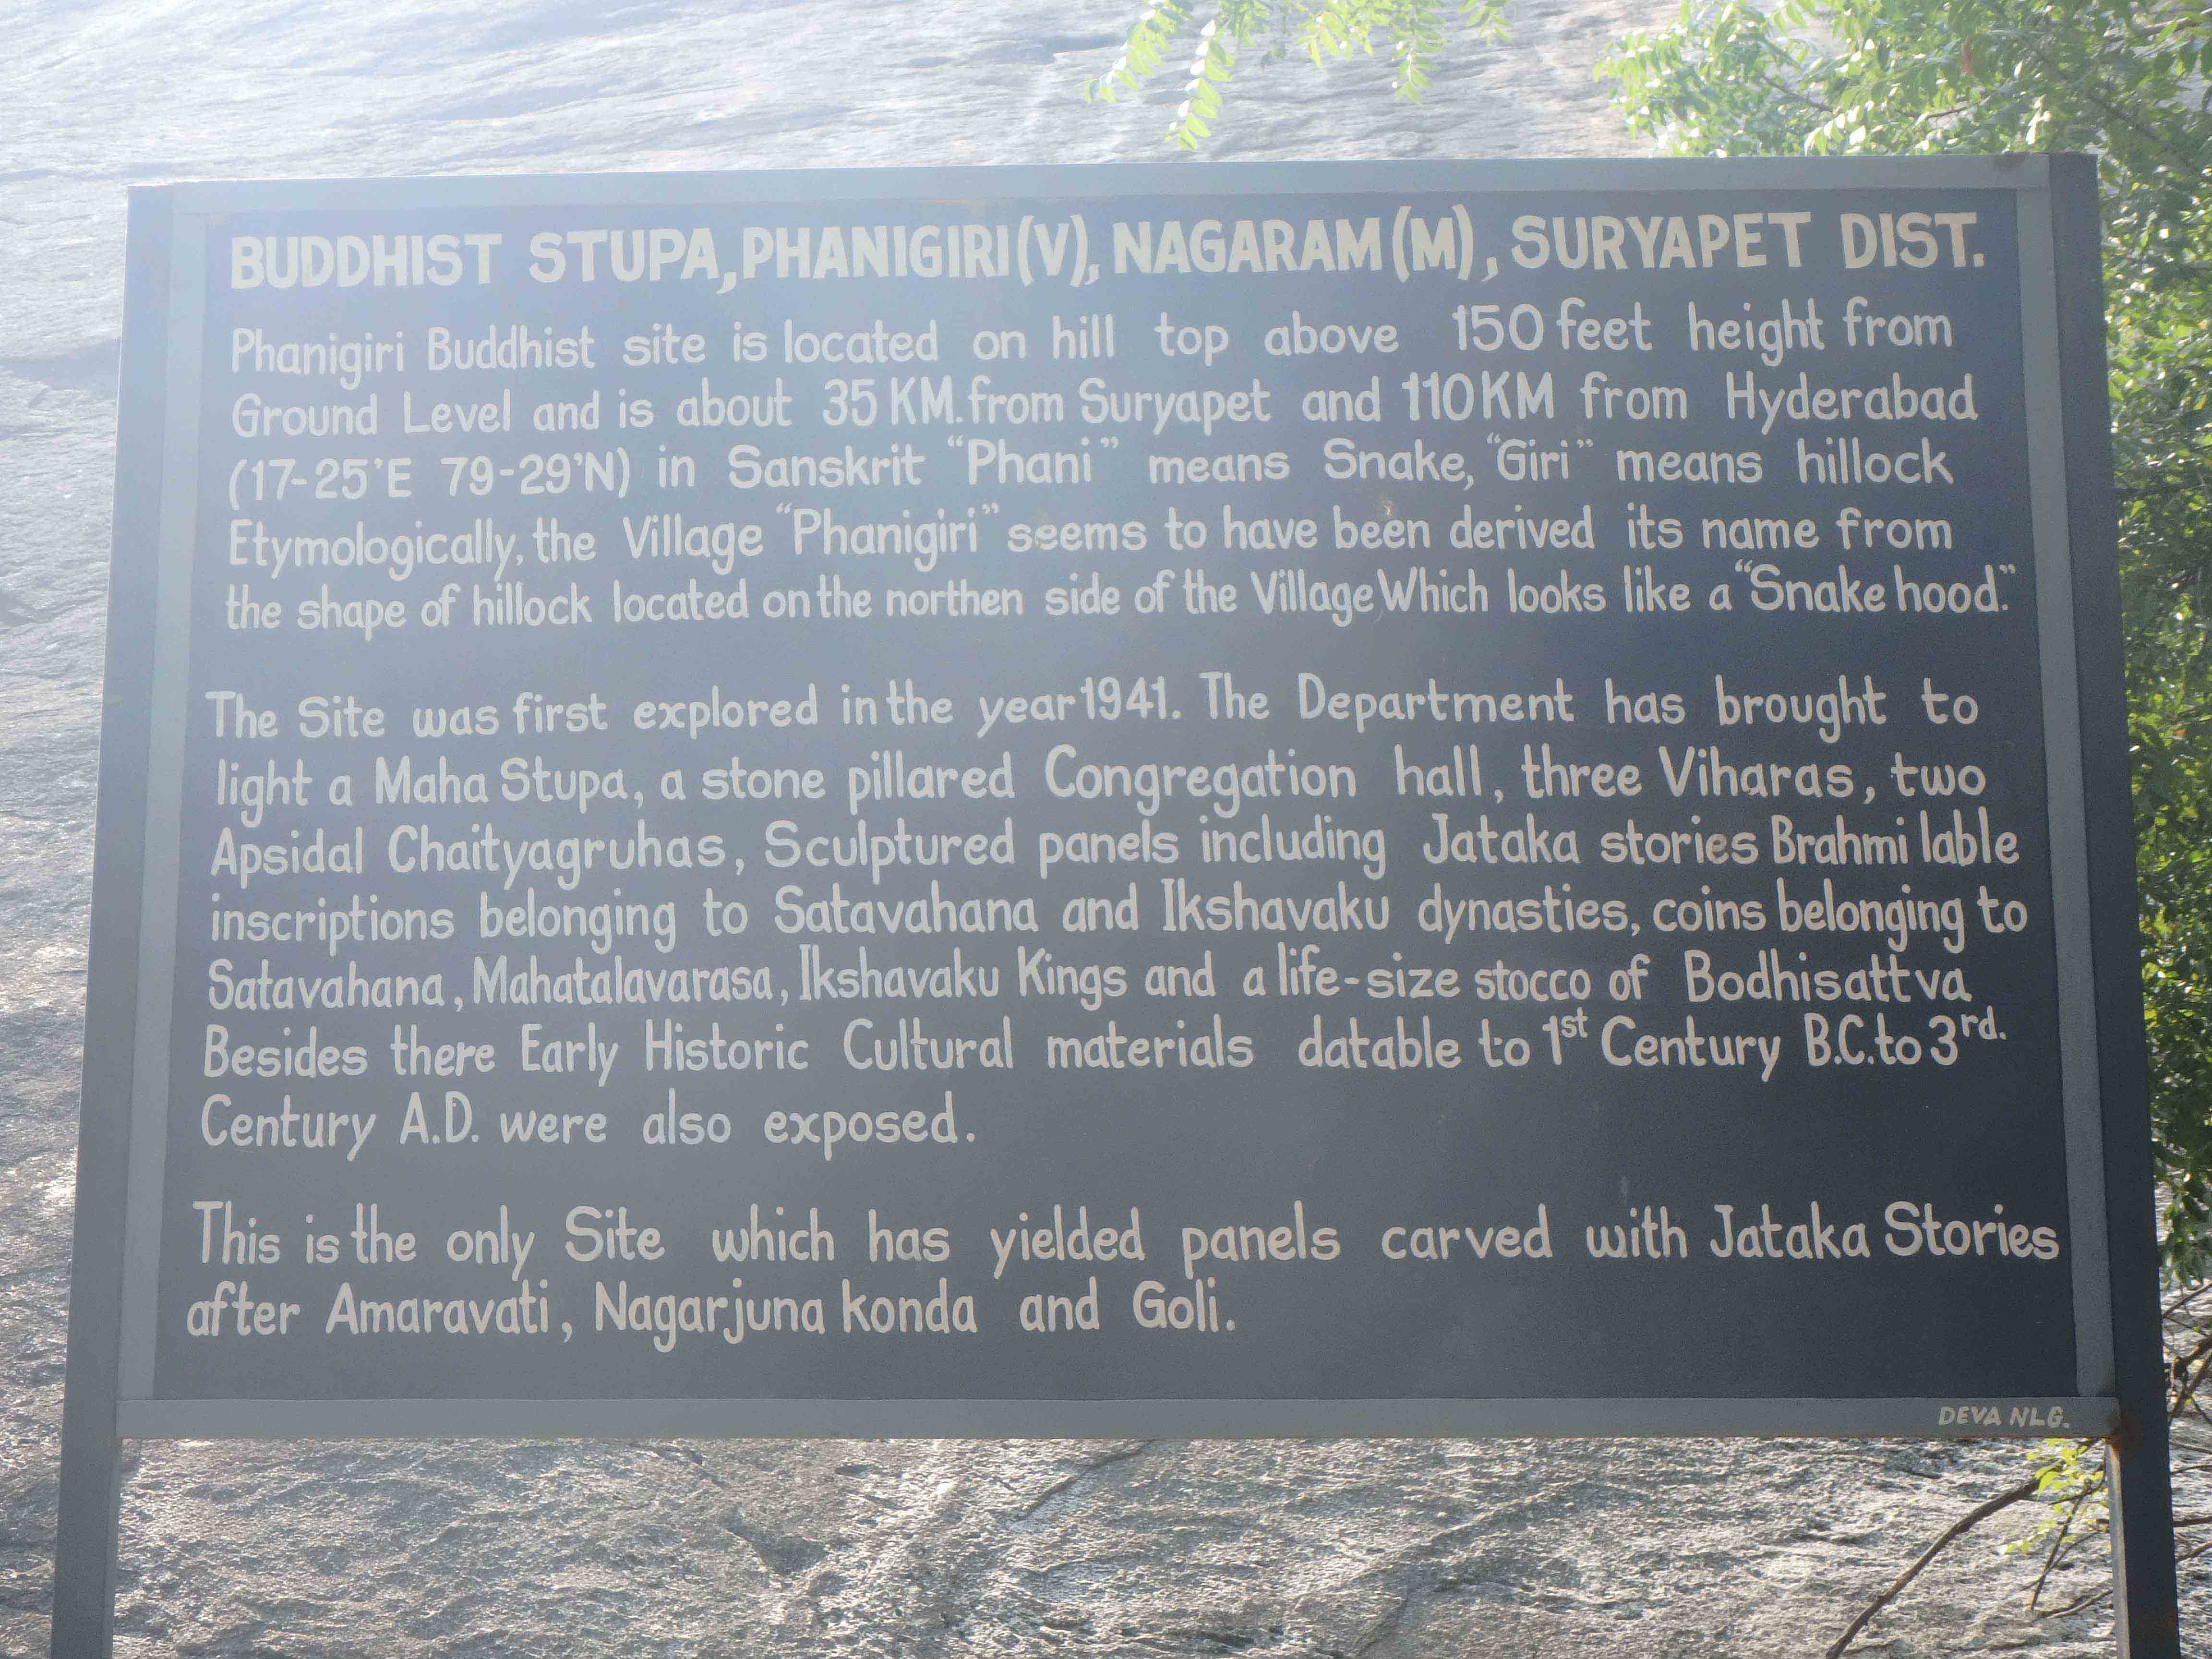 BUDDHIST STUPA, PHANIGIRI(V), NAGARAM(M), SURYAPET DIST.
Phanigiri Buddhist site is located on hill top above 150 feet height from
Ground Level and is about 35 KM. from Suryapet and 110KM from Hyderabad
(17-25'E 79-29'N) in Sanskrit "Phani" means Snake, "Giri" means hillock
Etymologically, the Village "Phanigiri" seems to have been derived its name from
the shape of hillock located on the northen side of the Village Which looks like a "Snake hood."
The Site was first explored in the year 1941. The Department has brought to
light a Maha Stupa, a stone pillared Congregation hall, three Viharas, two
Apsidal Chaityagruhas, Sculptured panels including Jataka stories Brahmi lable
inscriptions belonging to Satavahana and Ikshavaku dynasties, coins belonging to
Satavahana, Mahatalavarasa, Ikshavaku Kings and a life-size stocco of Bodhisattva
Besides there Early Historic Cultural materials datable to 1st Century B.C. to 3rd.
Century A.D. were also exposed.
This is the only Site which has yielded panels carved with Jataka Stories
after Amaravati, Nagarjuna konda and Goli.
DEVA NLG.